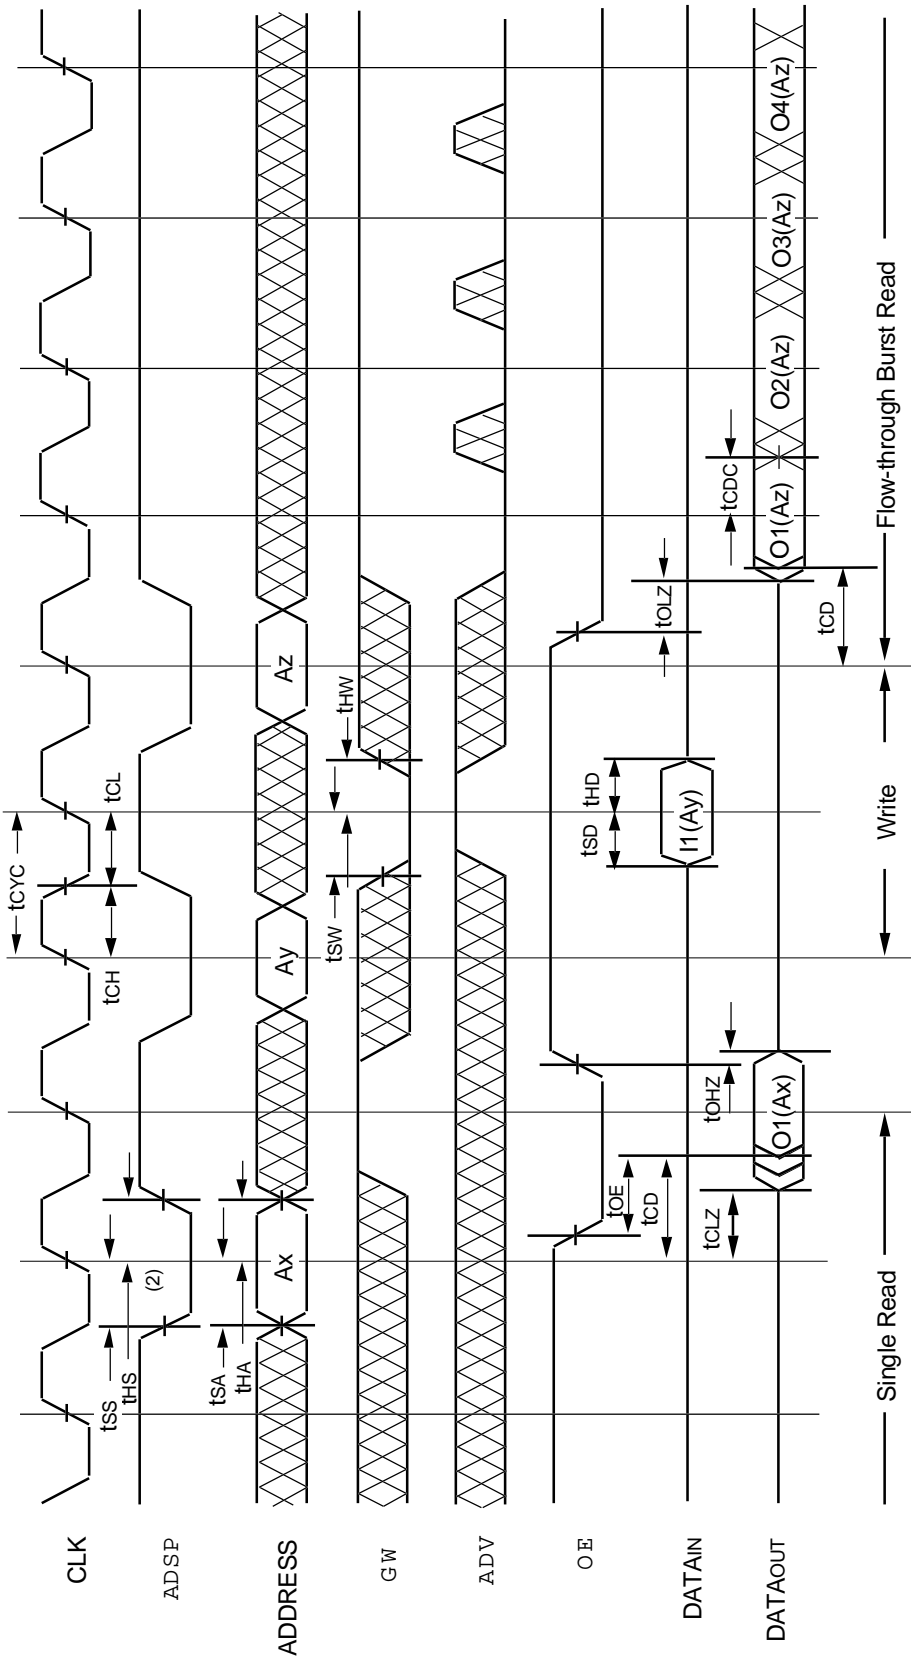 CLK
tCYC
tCH
tCL
ADSP
tSS
tHS
(2)
ADDRESS
tSA
tHA
Ax
Ay
Az
GW
tSW
tHW
ADV
OE
tOE
tCD
tOLZ
DATAIN
tSD
tHD
I1(Ay)
DATAOUT
tCLZ
tOHZ
O1(Ax)
tCDC
tCD
O1(Az)
O2(Az)
O3(Az)
O4(Az)
Single Read
Write
Flow-through Burst Read